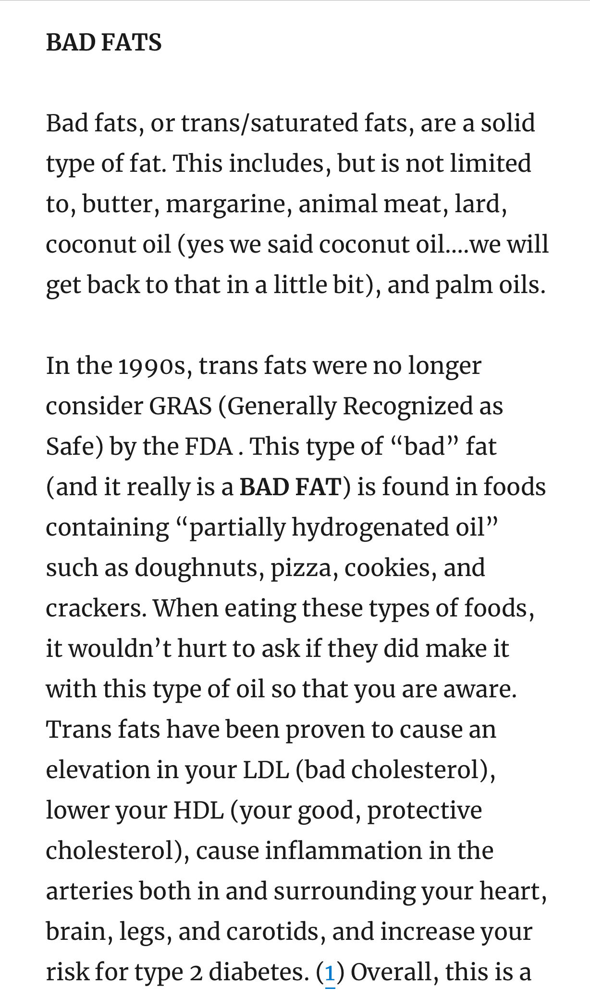 BAD FATS
Bad fats, or trans/saturated fats, are a solid
type of fat. This includes, but is not limited
to, butter, margarine, animal meat, lard,
coconut oil (yes we said coconut oil....we will
get back to that in a little bit), and palm oils.
In the 1990s, trans fats were no longer
consider GRAS (Generally Recognized as
Safe) by the FDA . This type of “bad” fat
(and it really is a BAD FAT) is found in foods
containing “partially hydrogenated oil”
such as doughnuts, pizza, cookies, and
crackers. When eating these types of foods,
it wouldn’t hurt to ask if they did make it
with this type of oil so that you are aware.
Trans fats have been proven to cause an
elevation in your LDL (bad cholesterol),
lower your HDL (your good, protective
cholesterol), cause inflammation in the
arteries both in and surrounding your heart,
brain, legs, and carotids, and increase your
risk for type 2 diabetes. (1) Overall, this is a